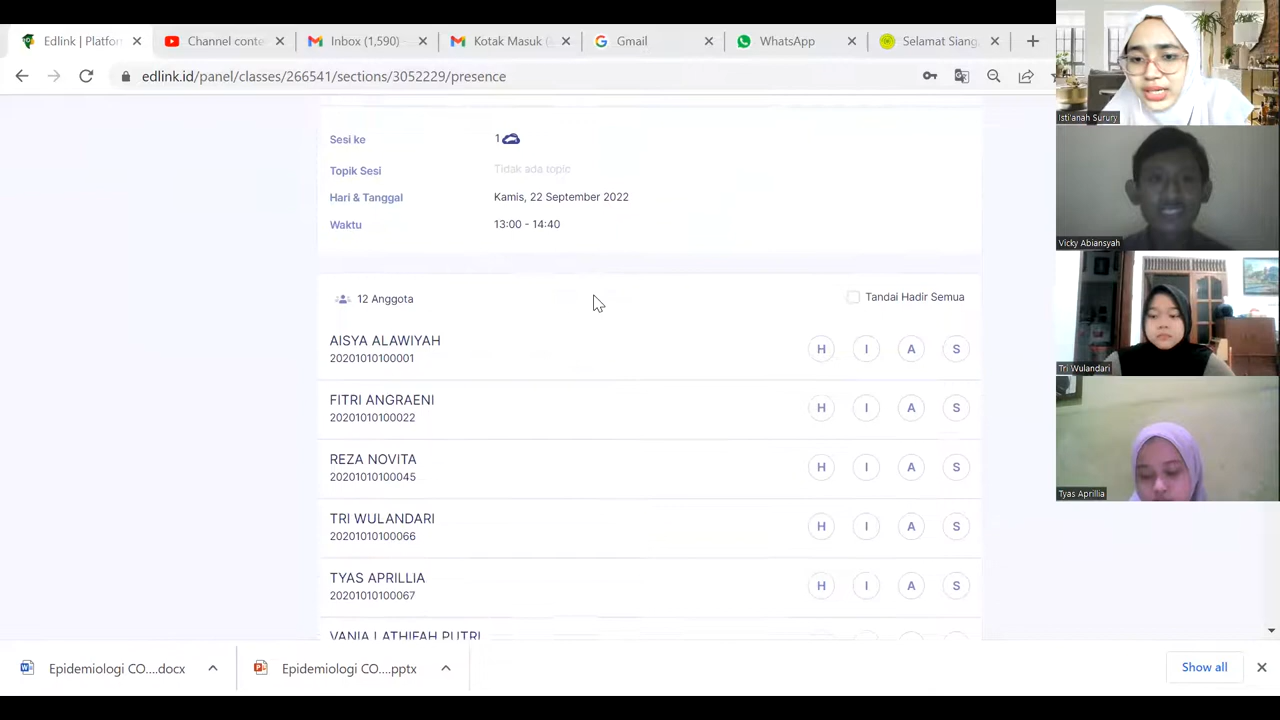 Edlink | Platfor
Channel conte
Inbox (1,590)
Kotak Masuk (
Gmail
WhatsApp
Selamat Siang
edlink.id/panel/classes/266541/sections/3052229/presence
Sesi ke
1
Topik Sesi
Tidak ada topic
Hari & Tanggal
Kamis, 22 September 2022
Waktu
13:00 - 14:40
12 Anggota
Tandai Hadir Semua
AISYA ALAWIYAH
20201010100001
H I A S
FITRI ANGRAENI
20201010100022
H I A S
REZA NOVITA
20201010100045
H I A S
TRI WULANDARI
20201010100066
H I A S
TYAS APRILLIA
20201010100067
H I A S
VANIA LATHIFAH PUTRI
Epidemiologi CO....docx
Epidemiologi CO....pptx
Show all
Isti'anah Surury
Vicky Abiansyah
Tri Wulandari
Tyas Aprillia